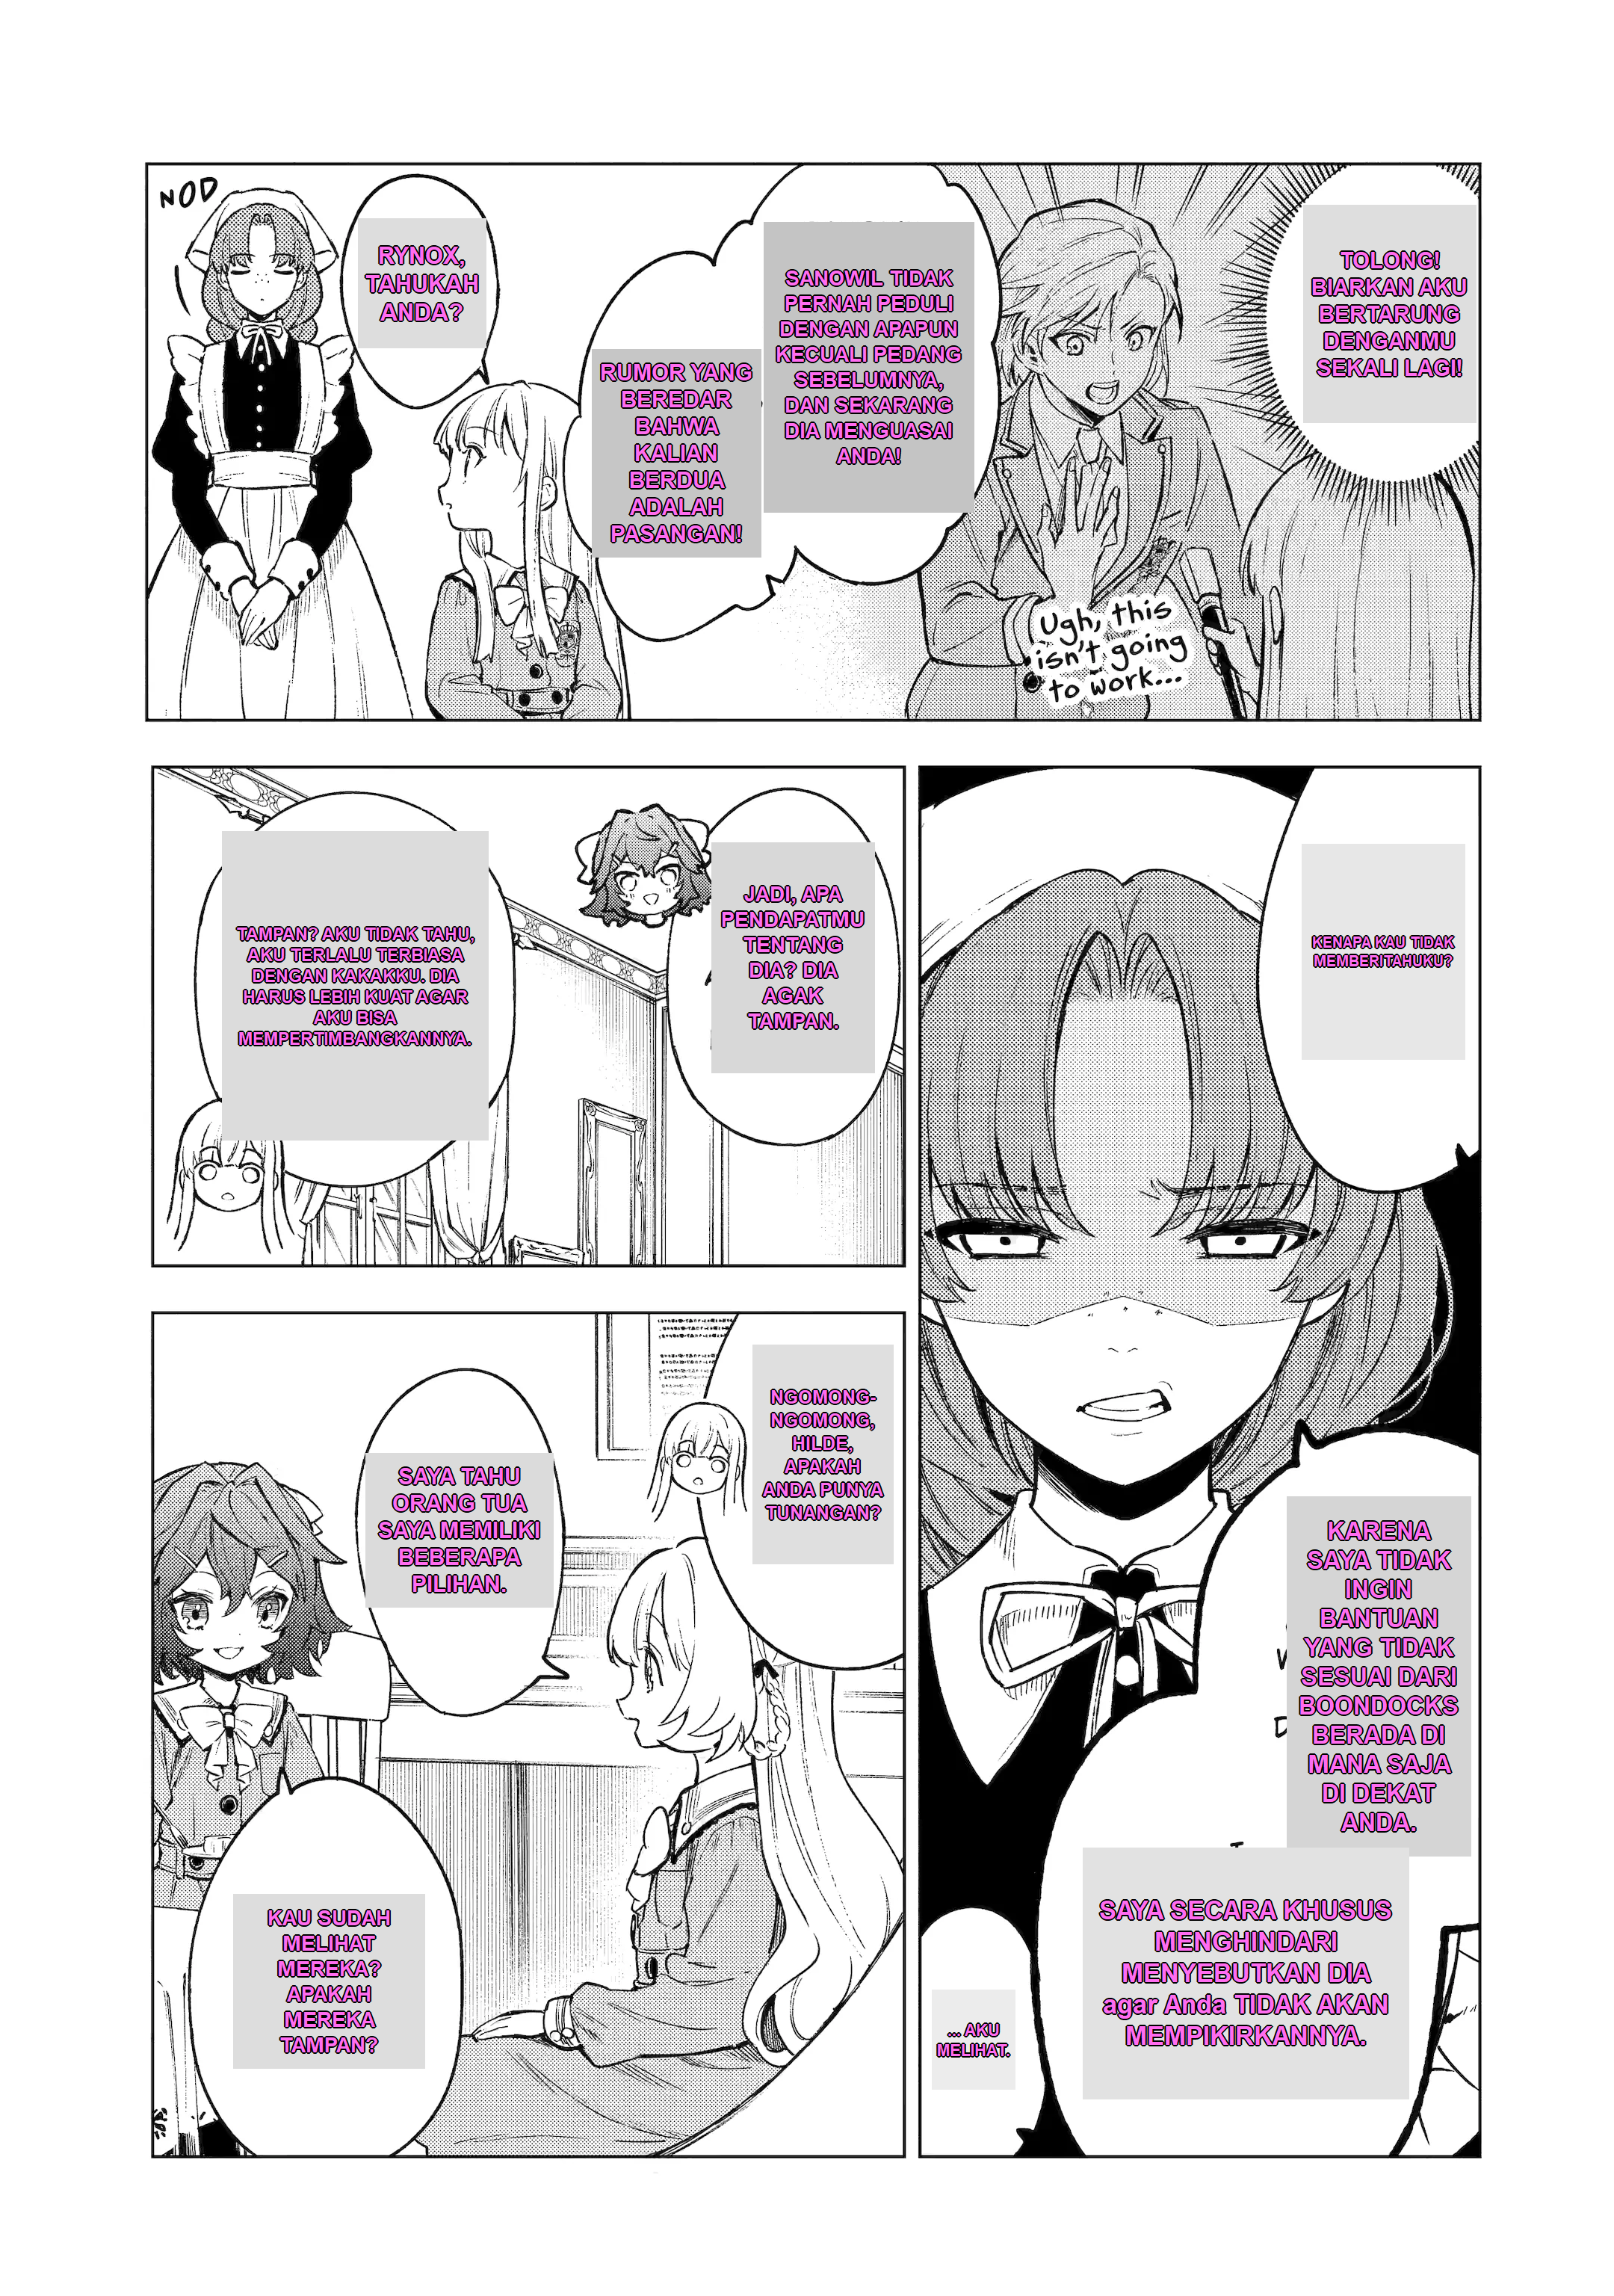 TOLONG!
BIARKAN AKU
BERTARUNG
DENGANMU
SEKALI LAGI!
Ugh, this
isn't going
to work...
SANOWIL TIDAK
PERNAH PEDULI
DENGAN APAPUN
KECUALI PEDANG
SEBELUMNYA,
DAN SEKARANG
DIA MENGUASAI
ANDA!
RUMOR YANG
BEREDAR
BAHWA
KALIAN
BERDUA
ADALAH
PASANGAN!
RYNOX,
TAHUKAH
ANDA?
NOD
KENAPA KAU TIDAK
MEMBERITAHUKU?
KARENA
SAYA TIDAK
INGIN
BANTUAN
YANG TIDAK
SESUAI DARI
BOONDOCKS
BERADA DI
MANA SAJA
DI DEKAT
ANDA.
SAYA SECARA KHUSUS
MENGHINDARI
MENYEBUTKAN DIA
agar Anda TIDAK AKAN
MEMPIKIRKANNYA.
... AKU
MELIHAT.
JADI, APA
PENDAPATMU
TENTANG
DIA? DIA
AGAK
TAMPAN.
TAMPAN? AKU TIDAK TAHU,
AKU TERLALU TERBIASA
DENGAN KAKAKKU. DIA
HARUS LEBIH KUAT AGAR
AKU BISA
MEMPERTIMBANGKANNYA.
NGOMONG-
NGOMONG,
HILDE,
APAKAH
ANDA PUNYA
TUNANGAN?
SAYA TAHU
ORANG TUA
SAYA MEMILIKI
BEBERAPA
PILIHAN.
KAU SUDAH
MELIHAT
MEREKA?
APAKAH
MEREKA
TAMPAN?